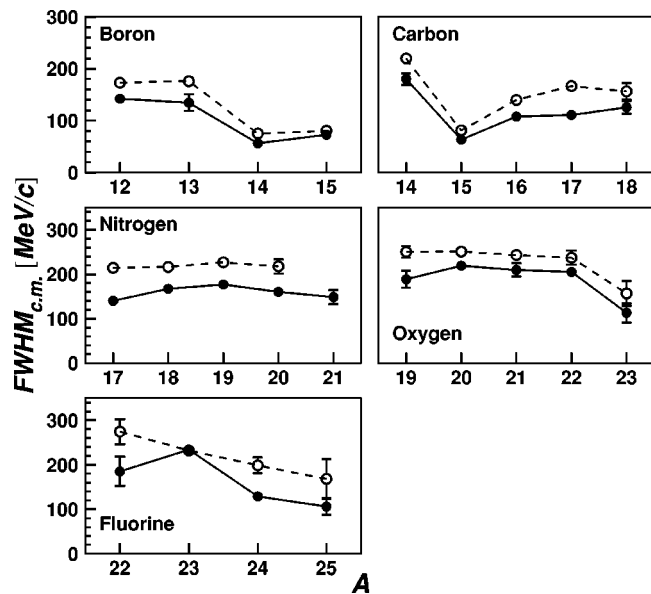 Boron
300
200
100
0
12 13 14 15
Carbon
14 15 16 17 18
Nitrogen
300
200
100
0
17 18 19 20 21
Oxygen
19 20 21 22 23
Fluorine
300
200
100
0
22 23 24 25
FWHMc.m. [MeV/c]
A